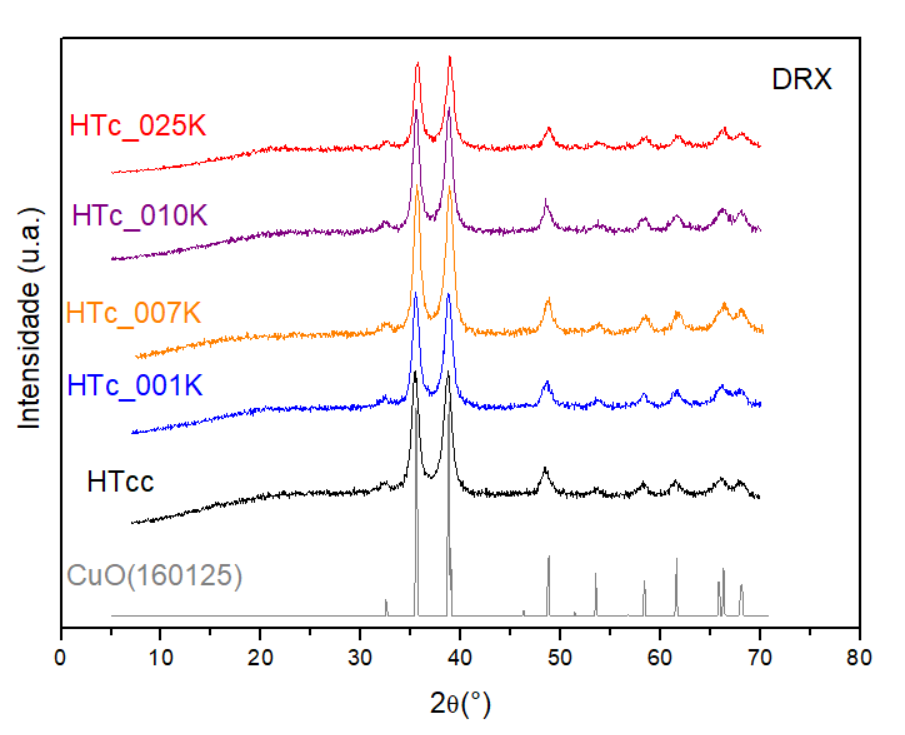 DRX
HTc_025K
HTc_010K
HTc_007K
HTc_001K
HTcc
CuO(160125)
Intensidade (u.a.)
0 10 20 30 40 50 60 70 80
2θ(°)